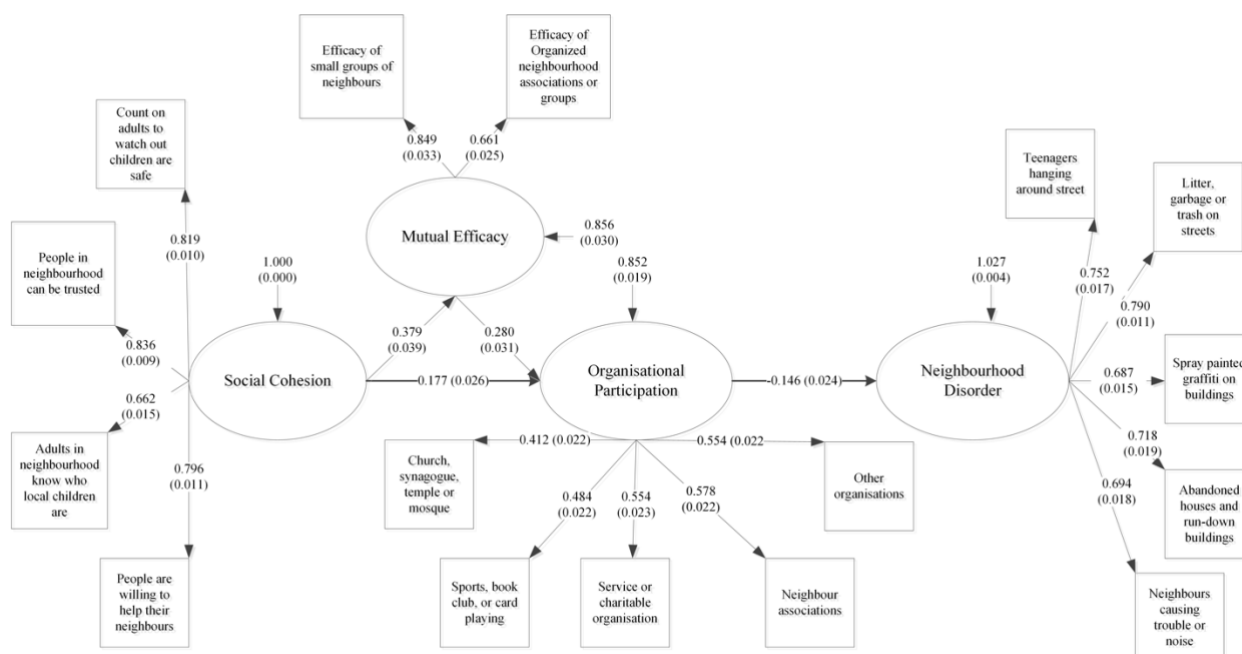 Efficacy of
small groups of
neighbours
Efficacy of
Organized
neighbourhood
associations or
groups
Count on
adults to
watch out
children are
safe
0.849
(0.033)
0.661
(0.025)
Teenagers
hanging
around street
Litter,
garbage or
trash on
streets
People in
neighbourhood
can be trusted
0.819
(0.010)
Mutual Efficacy
0.856
(0.030)
1.000
(0.000)
0.852
(0.019)
1.027
(0.004)
0.752
(0.017)
0.790
(0.011)
0.836
(0.009)
0.379
(0.039)
0.280
(0.031)
Social Cohesion
0.177 (0.026)
Organisational
Participation
-0.146 (0.024)
Neighbourhood
Disorder
0.687
(0.015)
Spray painted
graffiti on
buildings
0.662
(0.015)
Adults in
neighbourhood
know who
local children
are
0.796
(0.011)
0.412 (0.022)
0.554 (0.022
0.718
(0.019)
Church,
synagogue,
temple or
mosque
0.484
(0.022)
0.554
(0.023)
0.578
(0.022)
Other
organisations
0.694
(0.018)
Abandoned
houses and
run-down
buildings
People are
willing to
help their
neighbours
Sports, book
club, or card
playing
Service or
charitable
organisation
Neighbour
associations
Neighbours
causing
trouble or
noise